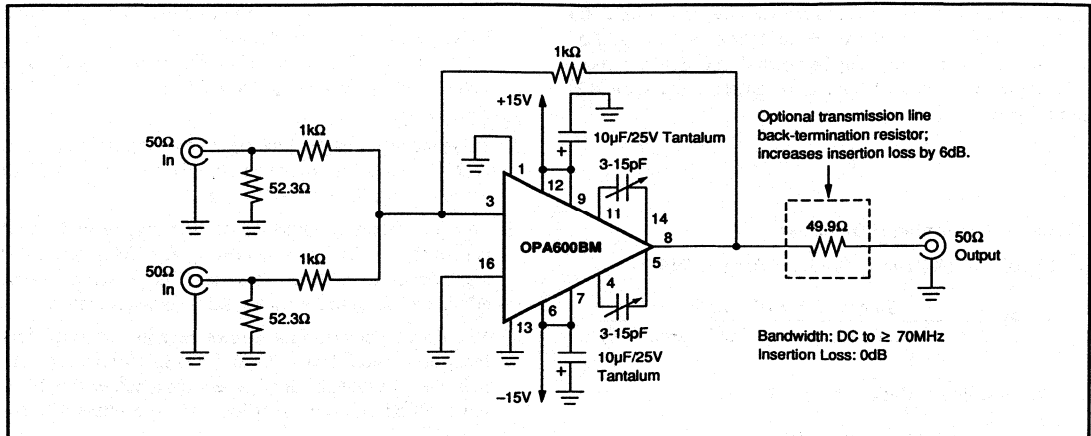 1kΩ
+15V
10μF/25V Tantalum
Optional transmission line
back-termination resistor;
increases insertion loss by 6dB.
50Ω
In
1kΩ
52.3Ω
1
12
9
3-15pF
11
14
3
OPA600BM
8
49.9Ω
50Ω
Output
50Ω
In
1kΩ
52.3Ω
16
5
4
7
6
13
3-15pF
10μF/25V
Tantalum
+
+
–15V
Bandwidth: DC to ≥ 70MHz
Insertion Loss: 0dB